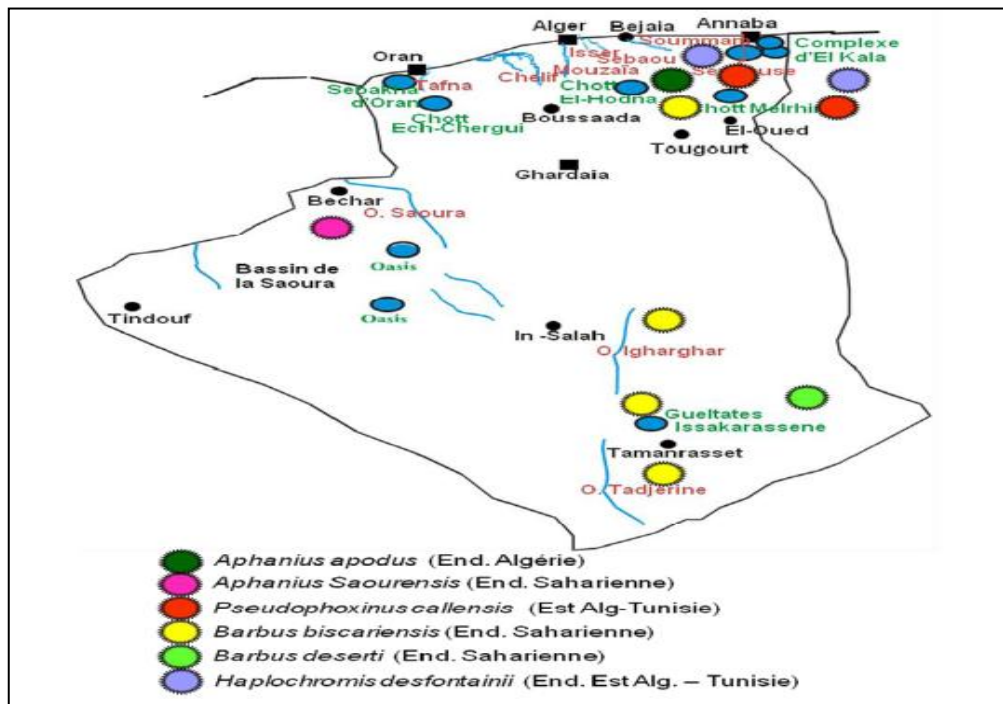 Alger
Bejaia
Annaba
Soummam
Complexe
d'El Kala
Oran
Isser
Sebaou
Tafna
Chelif
Mouzaïa
Sebakha
d'Oran
Chott
El-Hodna
Chott
Ech-Chergui
Boussaada
hott Melrhir
El-Oued
Tougourt
Ghardaia
Bechar
O. Saoura
Oasis
Bassin de
la Saoura
Oasis
Tindouf
In -Salah
O. Igharghar
Gueltates
Issakarassene
Tamanrasset
O. Tadjerine
Aphanius apodus (End. Algérie)
Aphanius Saourensis (End. Saharienne)
Pseudophoxinus callensis (Est Alg-Tunisie)
Barbus biscariensis (End. Saharienne)
Barbus deserti (End. Saharienne)
Haplochromis desfontainii (End. Est Alg. – Tunisie)